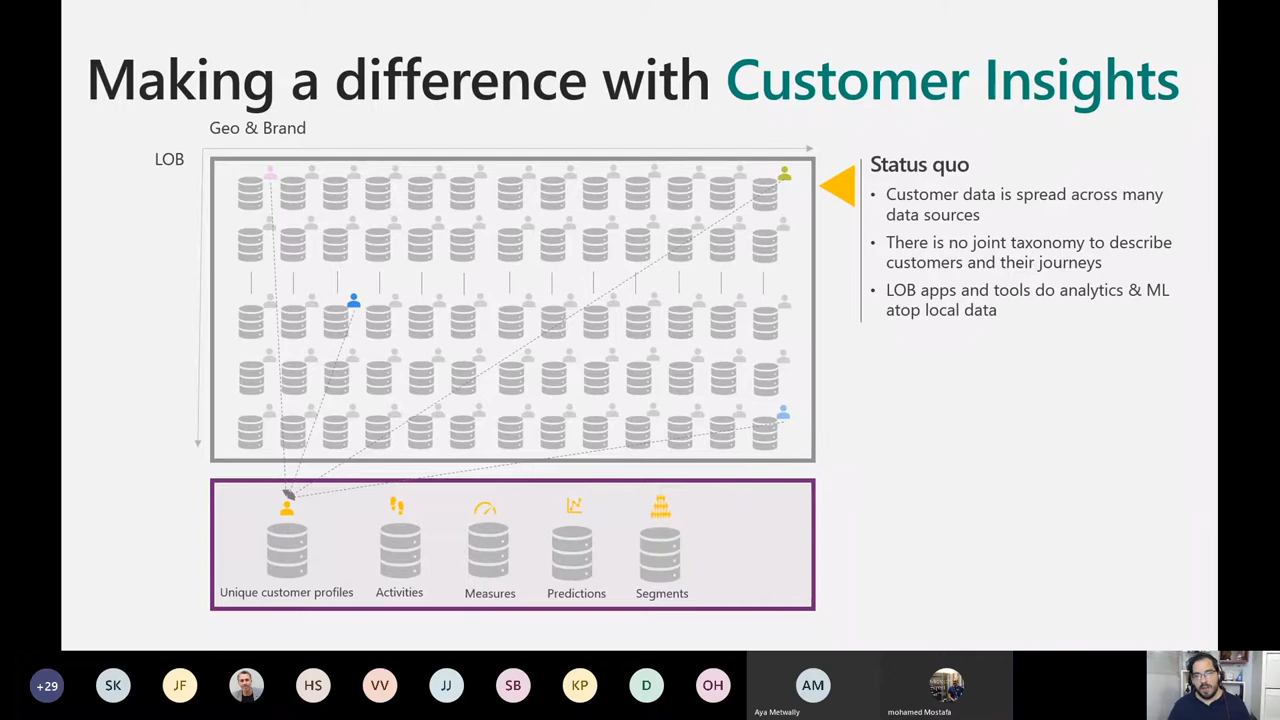 Making a difference with Customer Insights
Geo & Brand
LOB
Status quo
• Customer data is spread across many
data sources
• There is no joint taxonomy to describe
customers and their journeys
• LOB apps and tools do analytics & ML
atop local data
Unique customer profiles
Activities
Measures
Predictions
Segments
+29
SK
JF
HS
VV
JJ
SB
KP
D
OH
AM
Aya Metwally
mohamed Mostafa